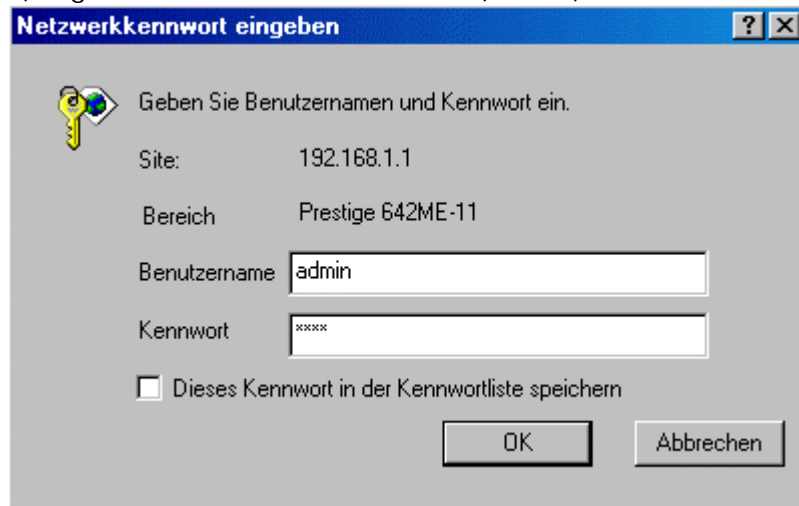 Netzwerkkennwort eingeben
Geben Sie Benutzernamen und Kennwort ein.
Site: 192.168.1.1
Bereich Prestige 642ME-11
Benutzername admin
Kennwort ****
Dieses Kennwort in der Kennwortliste speichern
OK Abbrechen